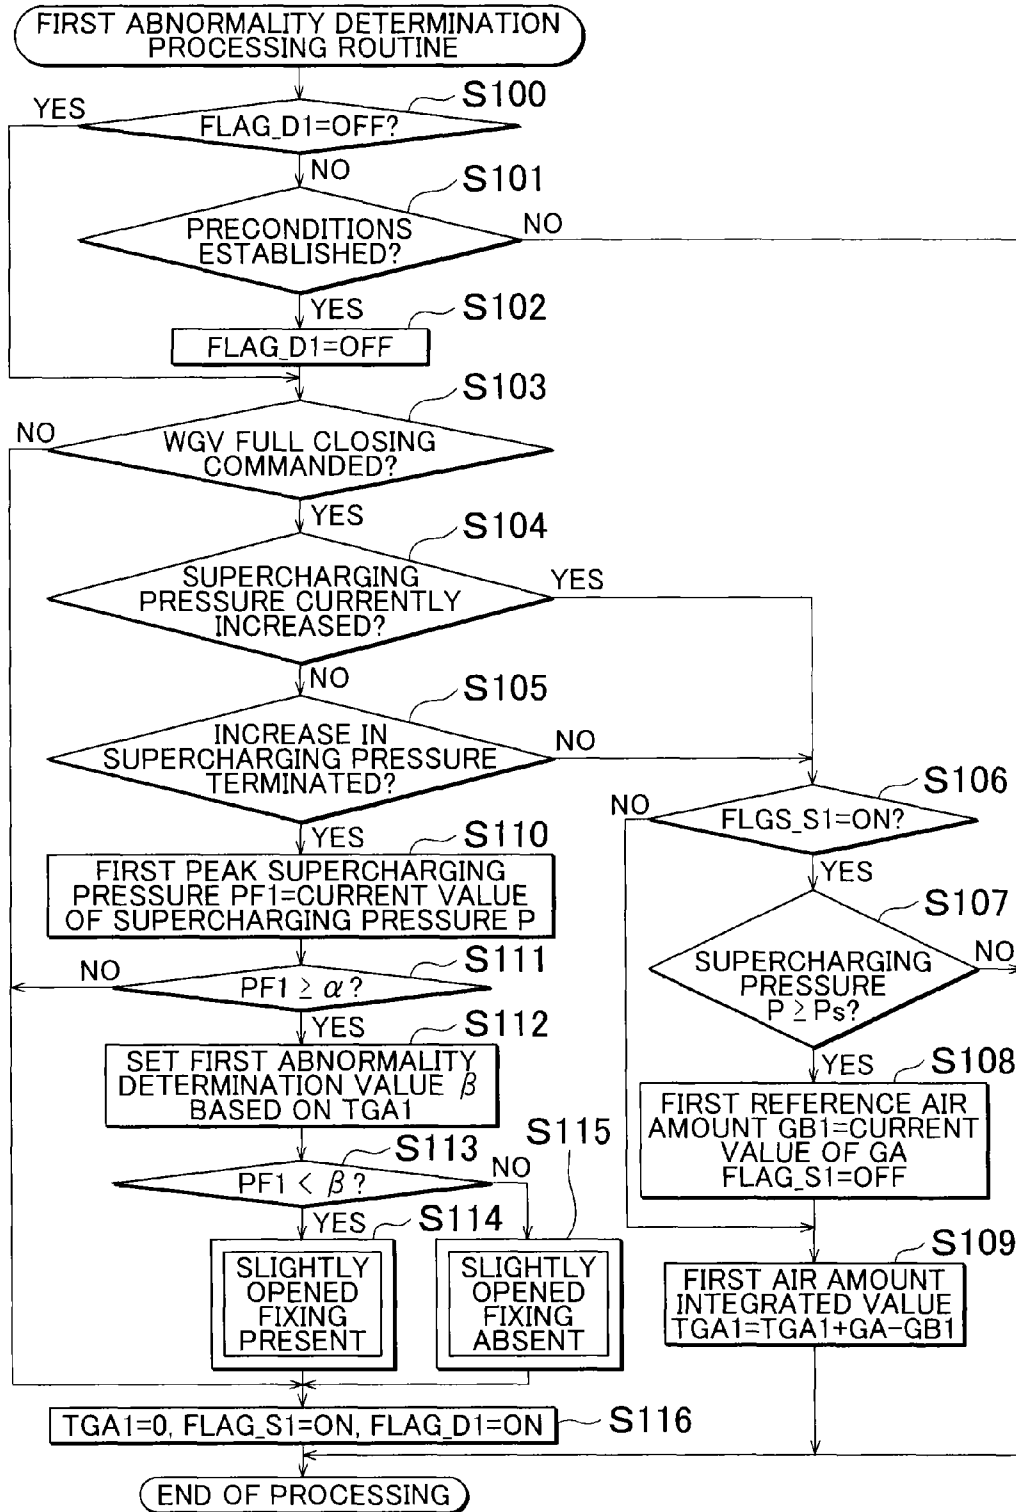 FIRST ABNORMALITY DETERMINATION
PROCESSING ROUTINE
S100
YES
FLAG_D1=OFF?
NO
S101
PRECONDITIONS
ESTABLISHED?
NO
YES
S102
FLAG_D1=OFF
S103
NO
WGV FULL CLOSING
COMMANDED?
YES
S104
SUPERCHARGING
PRESSURE CURRENTLY
INCREASED?
YES
NO
S105
INCREASE IN
SUPERCHARGING PRESSURE
TERMINATED?
NO
YES
S106
NO
FLGS_S1=ON?
YES
S110
FIRST PEAK SUPERCHARGING
PRESSURE PF1=CURRENT VALUE
OF SUPERCHARGING PRESSURE P
S107
SUPERCHARGING
PRESSURE
P ≥ Ps?
NO
YES
S111
NO
PF1 ≥ α?
YES
S112
SET FIRST ABNORMALITY
DETERMINATION VALUE β
BASED ON TGA1
S108
FIRST REFERENCE AIR
AMOUNT GB1=CURRENT
VALUE OF GA
FLAG_S1=OFF
S113
PF1 < β?
NO
YES
S115
S114
SLIGHTLY
OPENED
FIXING
PRESENT
SLIGHTLY
OPENED
FIXING
ABSENT
S109
FIRST AIR AMOUNT
INTEGRATED VALUE
TGA1=TGA1+GA-GB1
TGA1=0, FLAG_S1=ON, FLAG_D1=ON
S116
END OF PROCESSING